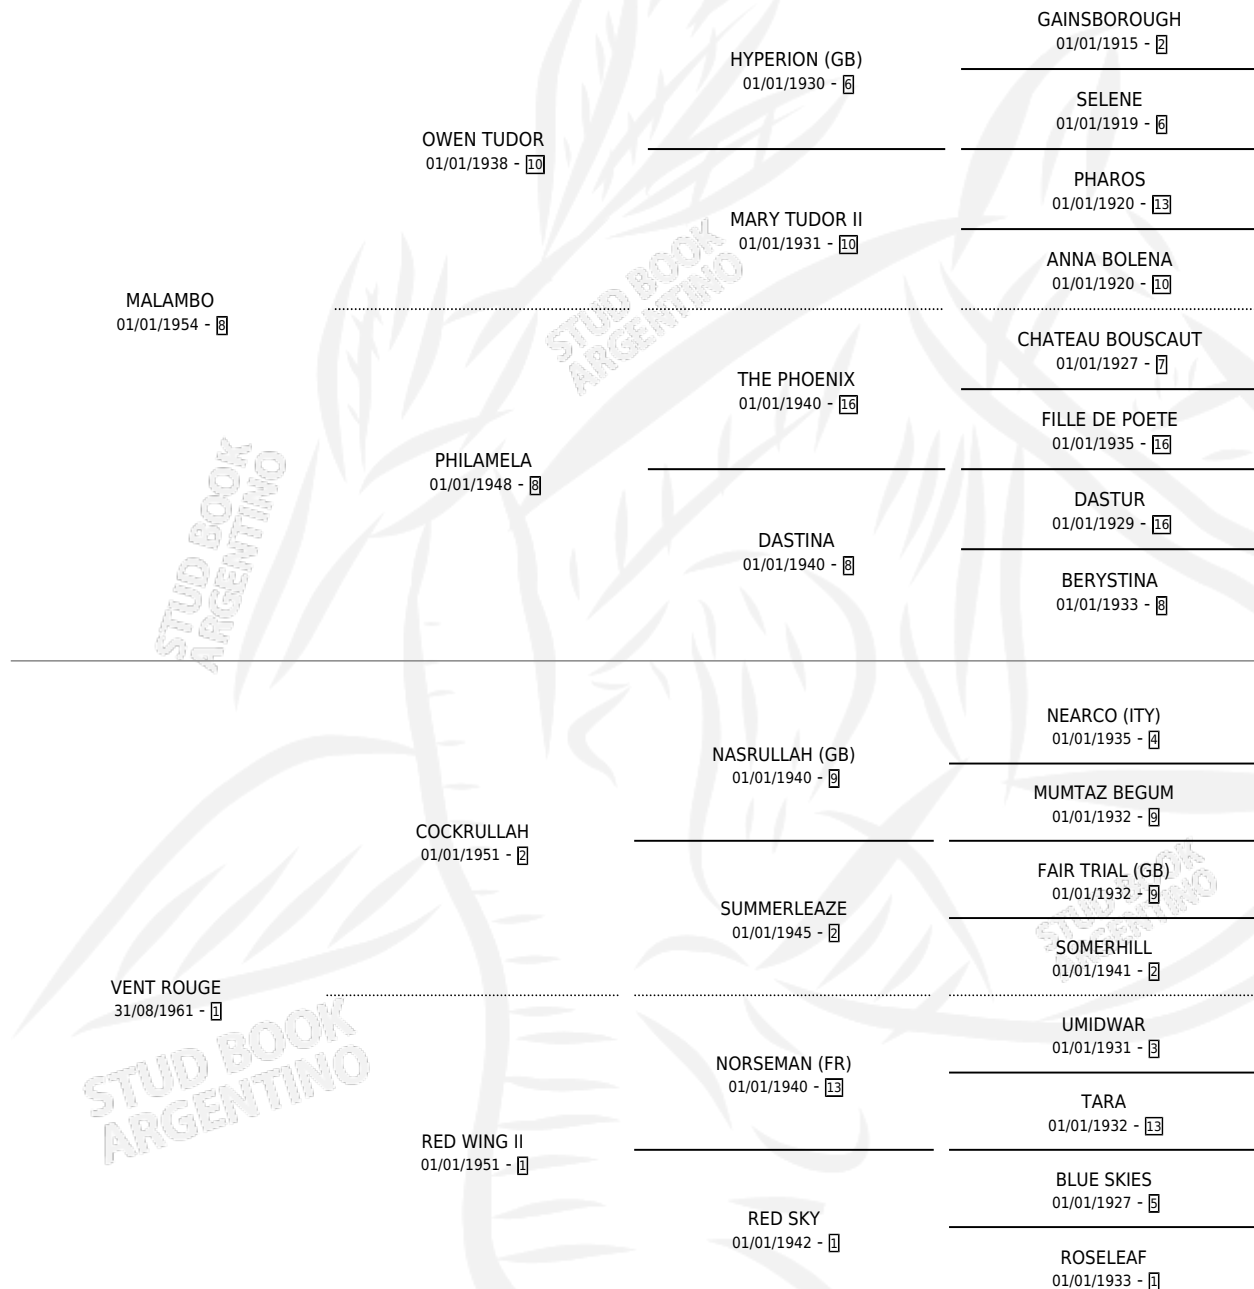 GAINSBOROUGH
01/01/1915 - 2
HYPERION (GB)
01/01/1930 - 6
SELENE
01/01/1919 - 6
OWEN TUDOR
01/01/1938 - 10
PHAROS
01/01/1920 - 13
MARY TUDOR II
01/01/1931 - 10
ANNA BOLENA
01/01/1920 - 10
MALAMBO
01/01/1954 - 8
CHATEAU BOUSCAUT
01/01/1927 - 7
THE PHOENIX
01/01/1940 - 16
FILLE DE POETE
01/01/1935 - 16
PHILAMELA
01/01/1948 - 8
DASTUR
01/01/1929 - 16
DASTINA
01/01/1940 - 8
BERYSTINA
01/01/1933 - 8
NEARCO (ITY)
01/01/1935 - 4
NASRULLAH (GB)
01/01/1940 - 9
MUMTAZ BEGUM
01/01/1932 - 9
COCKRULLAH
01/01/1951 - 2
FAIR TRIAL (GB)
01/01/1932 - 9
SUMMERLEAZE
01/01/1945 - 2
SOMERHILL
01/01/1941 - 2
VENT ROUGE
31/08/1961 - 1
UMIDWAR
01/01/1931 - 3
NORSEMAN (FR)
01/01/1940 - 13
TARA
01/01/1932 - 13
RED WING II
01/01/1951 - 1
BLUE SKIES
01/01/1927 - 5
RED SKY
01/01/1942 - 1
ROSELEAF
01/01/1933 - 1
STUD BOOK
ARGENTINO
STUD BOOK
ARGENTINO
STUD BOOK
ARGENTINO
STUD BOOK
ARGENTINO